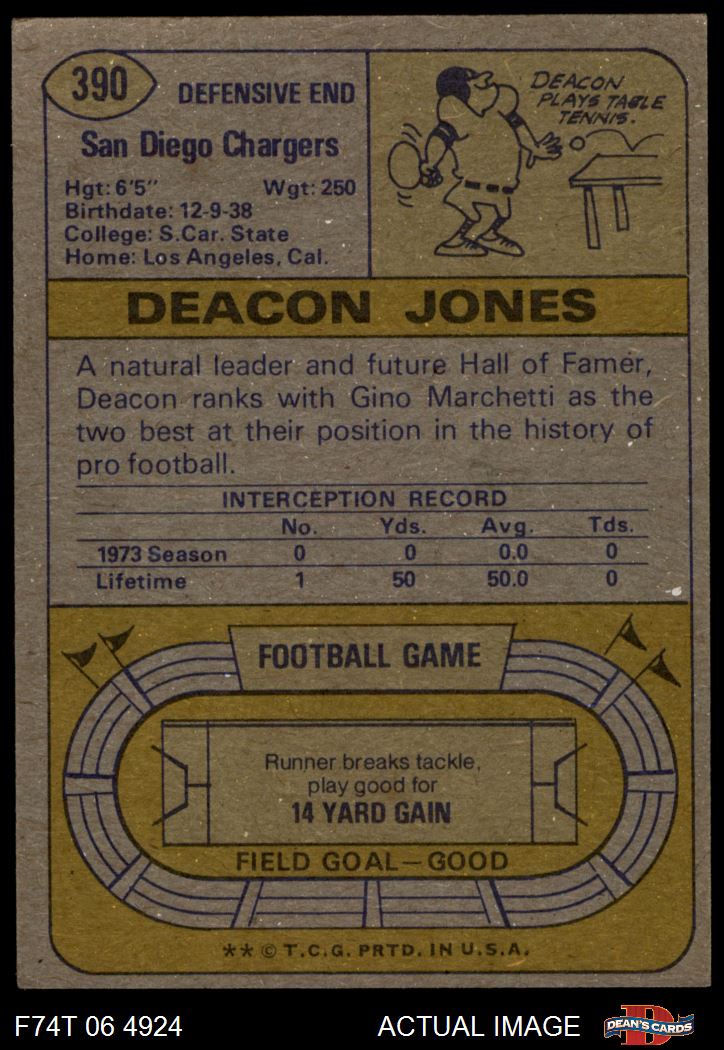 390
DEFENSIVE END
San Diego Chargers
Hgt: 6'5" Wgt: 250
Birthdate: 12-9-38
College: S.Car. State
Home: Los Angeles, Cal.
DEACON
PLAYS TABLE
TENNIS.
DEACON JONES
A natural leader and future Hall of Famer,
Deacon ranks with Gino Marchetti as the
two best at their position in the history of
pro football.
INTERCEPTION RECORD
No. Yds. Avg. Tds.
1973 Season 0 0 0.0 0
Lifetime 1 50 50.0 0
FOOTBALL GAME
Runner breaks tackle,
play good for
14 YARD GAIN
FIELD GOAL—GOOD
** © T.C.G. PRTD. IN U.S.A.
F74T 06 4924 ACTUAL IMAGE
D
DEAN'S CARDS